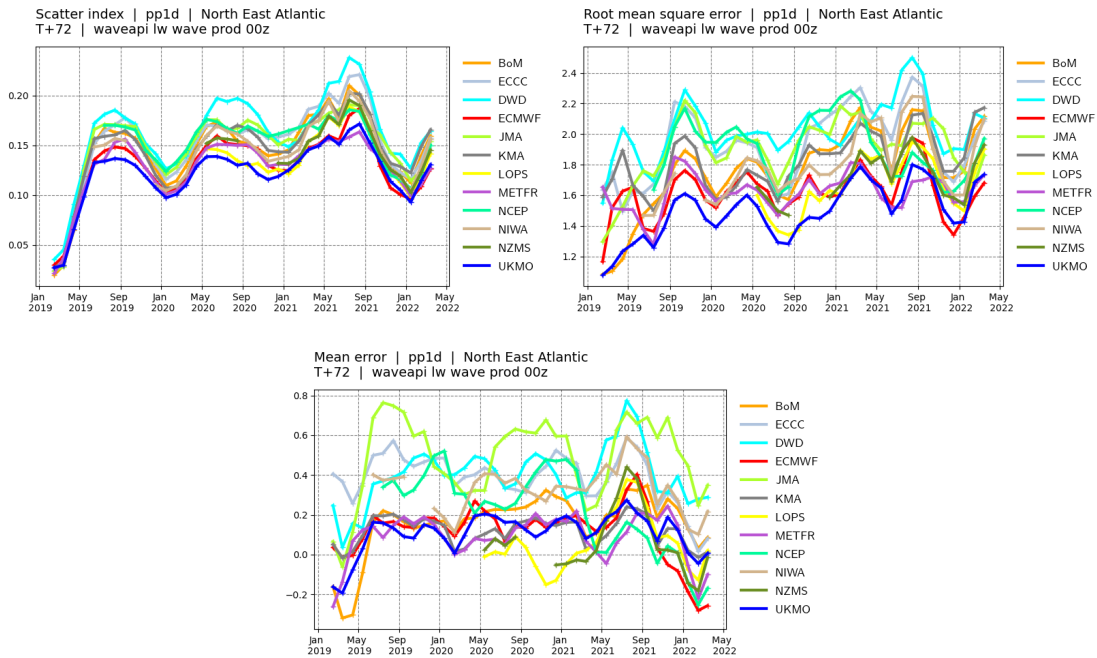 Scatter index | pp1d | North East Atlantic
T+72 | waveapi lw wave prod 00z
0.20
0.15
0.10
0.05
Jan 2019
May 2019
Sep 2019
Jan 2020
May 2020
Sep 2020
Jan 2021
May 2021
Sep 2021
Jan 2022
May 2022
BoM
ECCC
DWD
ECMWF
JMA
KMA
LOPS
METFR
NCEP
NIWA
NZMS
UKMO
Root mean square error | pp1d | North East Atlantic
T+72 | waveapi lw wave prod 00z
2.4
2.2
2.0
1.8
1.6
1.4
1.2
Jan 2019
May 2019
Sep 2019
Jan 2020
May 2020
Sep 2020
Jan 2021
May 2021
Sep 2021
Jan 2022
May 2022
BoM
ECCC
DWD
ECMWF
JMA
KMA
LOPS
METFR
NCEP
NIWA
NZMS
UKMO
Mean error | pp1d | North East Atlantic
T+72 | waveapi lw wave prod 00z
0.8
0.6
0.4
0.2
0.0
−0.2
Jan 2019
May 2019
Sep 2019
Jan 2020
May 2020
Sep 2020
Jan 2021
May 2021
Sep 2021
Jan 2022
May 2022
BoM
ECCC
DWD
ECMWF
JMA
KMA
LOPS
METFR
NCEP
NIWA
NZMS
UKMO